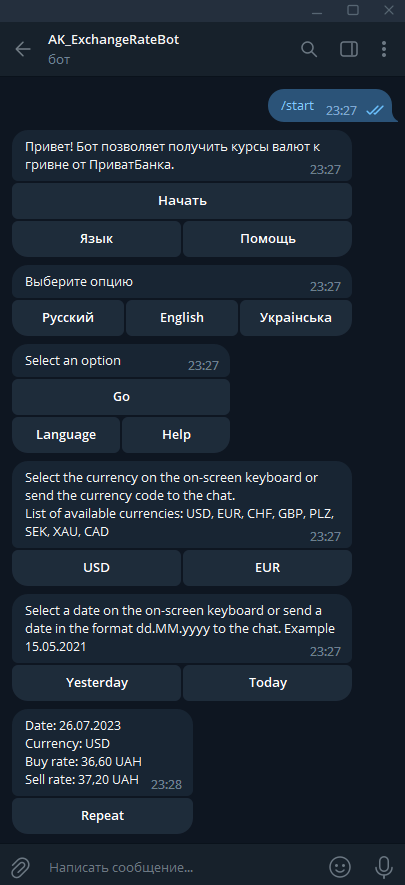 AK_ExchangeRateBot
бот
/start 23:27
Привет! Бот позволяет получить курсы валют к
гривне от ПриватБанка. 23:27
Начать
Язык Помощь
Выберите опцию 23:27
Русский English Українська
Select an option 23:27
Go
Language Help
Select the currency on the on-screen keyboard or
send the currency code to the chat.
List of available currencies: USD, EUR, CHF, GBP, PLZ,
SEK, XAU, CAD 23:27
USD EUR
Select a date on the on-screen keyboard or send a
date in the format dd.MM.yyyy to the chat. Example
15.05.2021 23:27
Yesterday Today
Date: 26.07.2023
Currency: USD
Buy rate: 36,60 UAH
Sell rate: 37,20 UAH 23:28
Repeat
Написать сообщение...